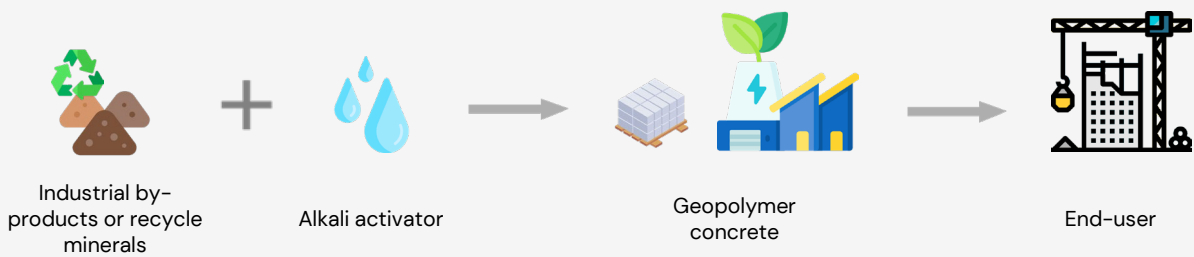 Industrial by-
products or recycle
minerals
Alkali activator
Geopolymer
concrete
End-user